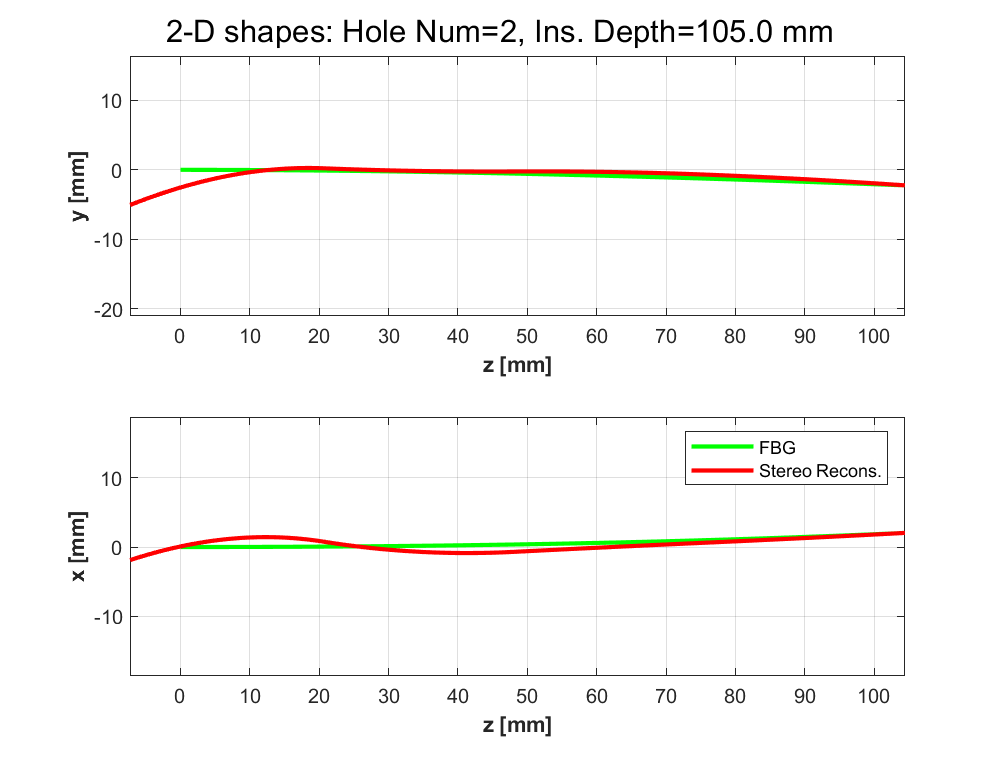 2-D shapes: Hole Num=2, Ins. Depth=105.0 mm
10
0
-10
-20
y [mm]
0 10 20 30 40 50 60 70 80 90 100
z [mm]
FBG
Stereo Recons.
10
0
-10
x [mm]
0 10 20 30 40 50 60 70 80 90 100
z [mm]